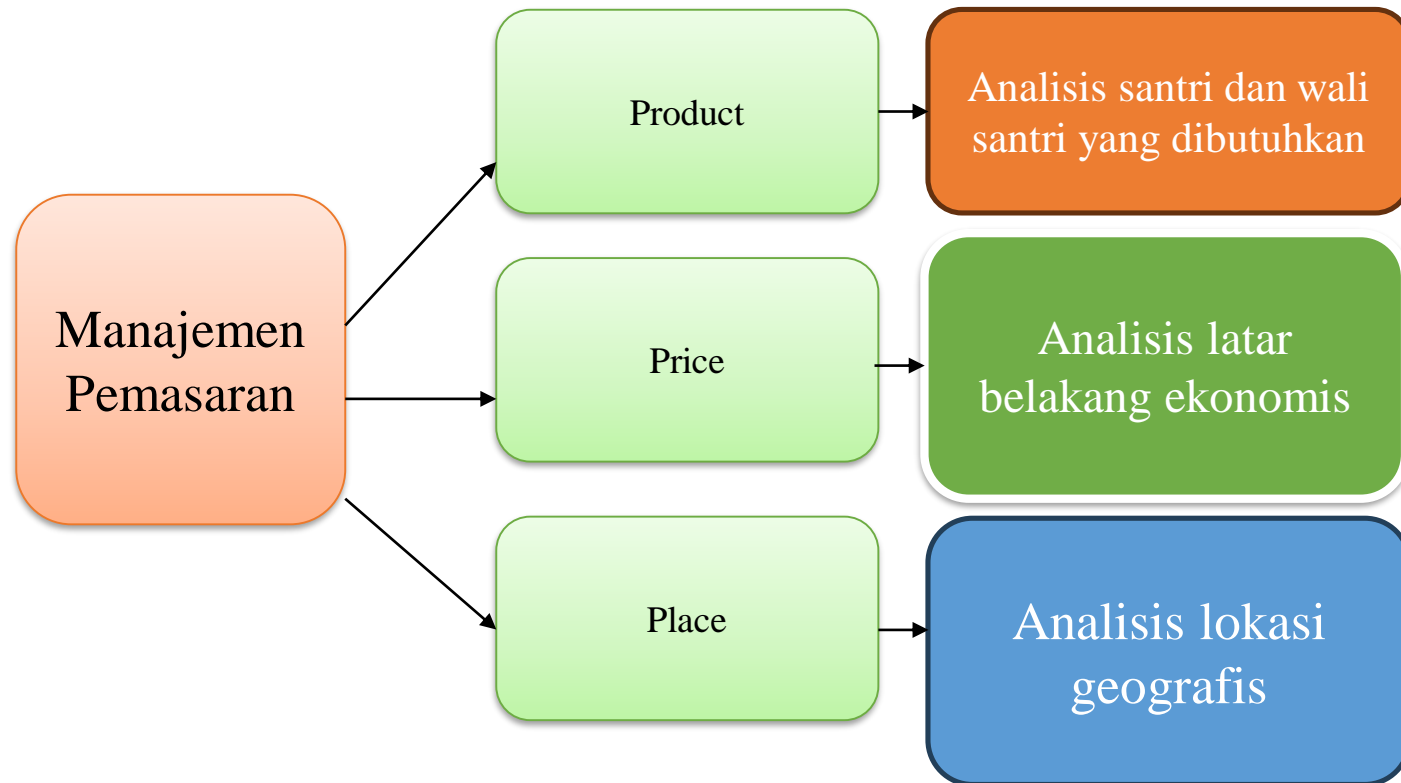 Manajemen
Pemasaran
Product
Analisis santri dan wali
santri yang dibutuhkan
Price
Analisis latar
belakang ekonomis
Place
Analisis lokasi
geografis